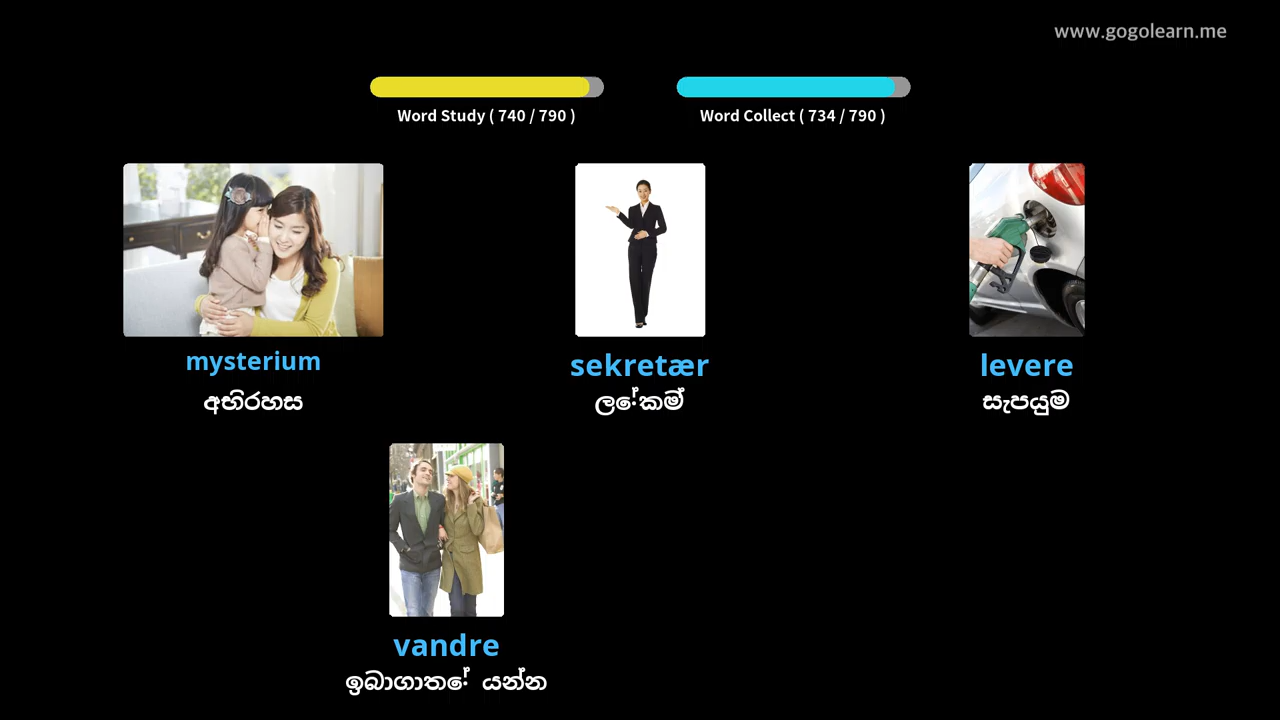 www.gogolearn.me
Word Study ( 740 / 790 )
Word Collect ( 734 / 790 )
mysterium
sekretær
levere
අභිරහස
ලේකම්
සැපයුම
vandre
ඉබාගාතේ යන්න